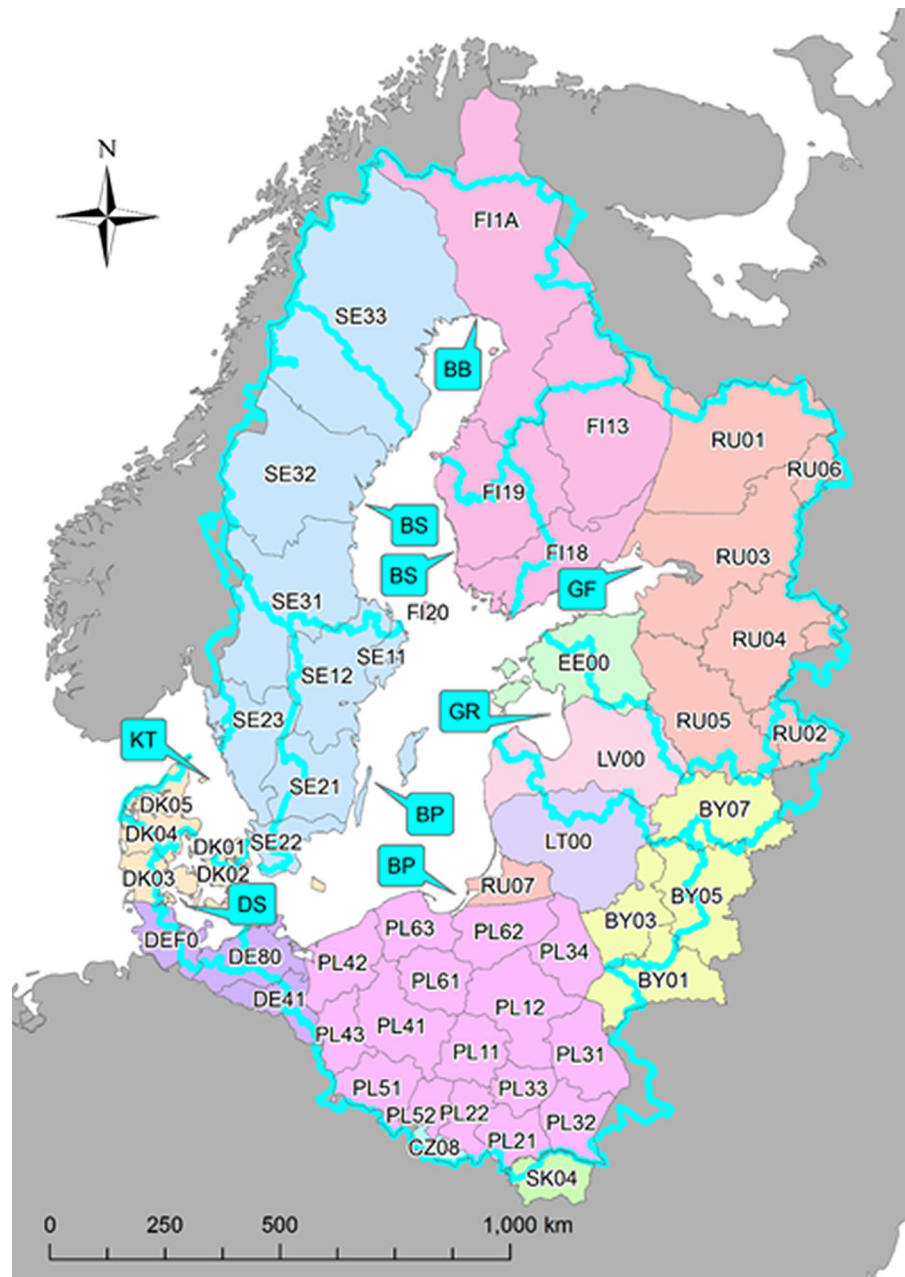 N
FI1A
SE33
BB
FI13
RU01
RU06
SE32
FI19
BS
RU03
FI18
BS
GF
SE31
FI20
RU04
SE11
EE00
SE12
GR
SE23
RU05
RU02
KT
LV00
SE21
DK05
BP
BY07
DK04
DK01
SE22
LT00
BP
DK03
DK02
RU07
BY05
DS
BY03
DEF0
PL63
PL62
DE80
PL42
PL34
PL61
BY01
DE41
PL12
PL43
PL41
PL11
PL31
PL51
PL33
PL52
PL22
PL32
CZ08
PL21
SK04
0 250 500 1,000 km